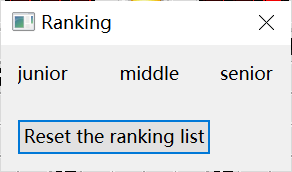 Ranking
junior middle senior
Reset the ranking list